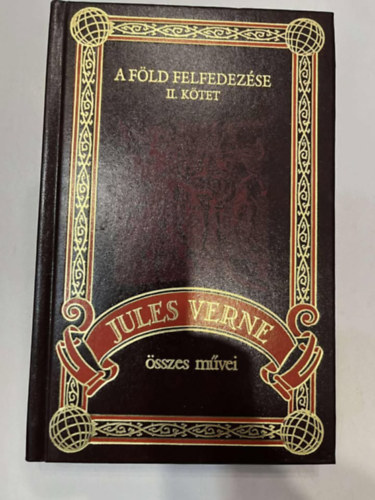 A FÖLD FELFEDEZÉSE
II. KÖTET
JULES VERNE
összes művei